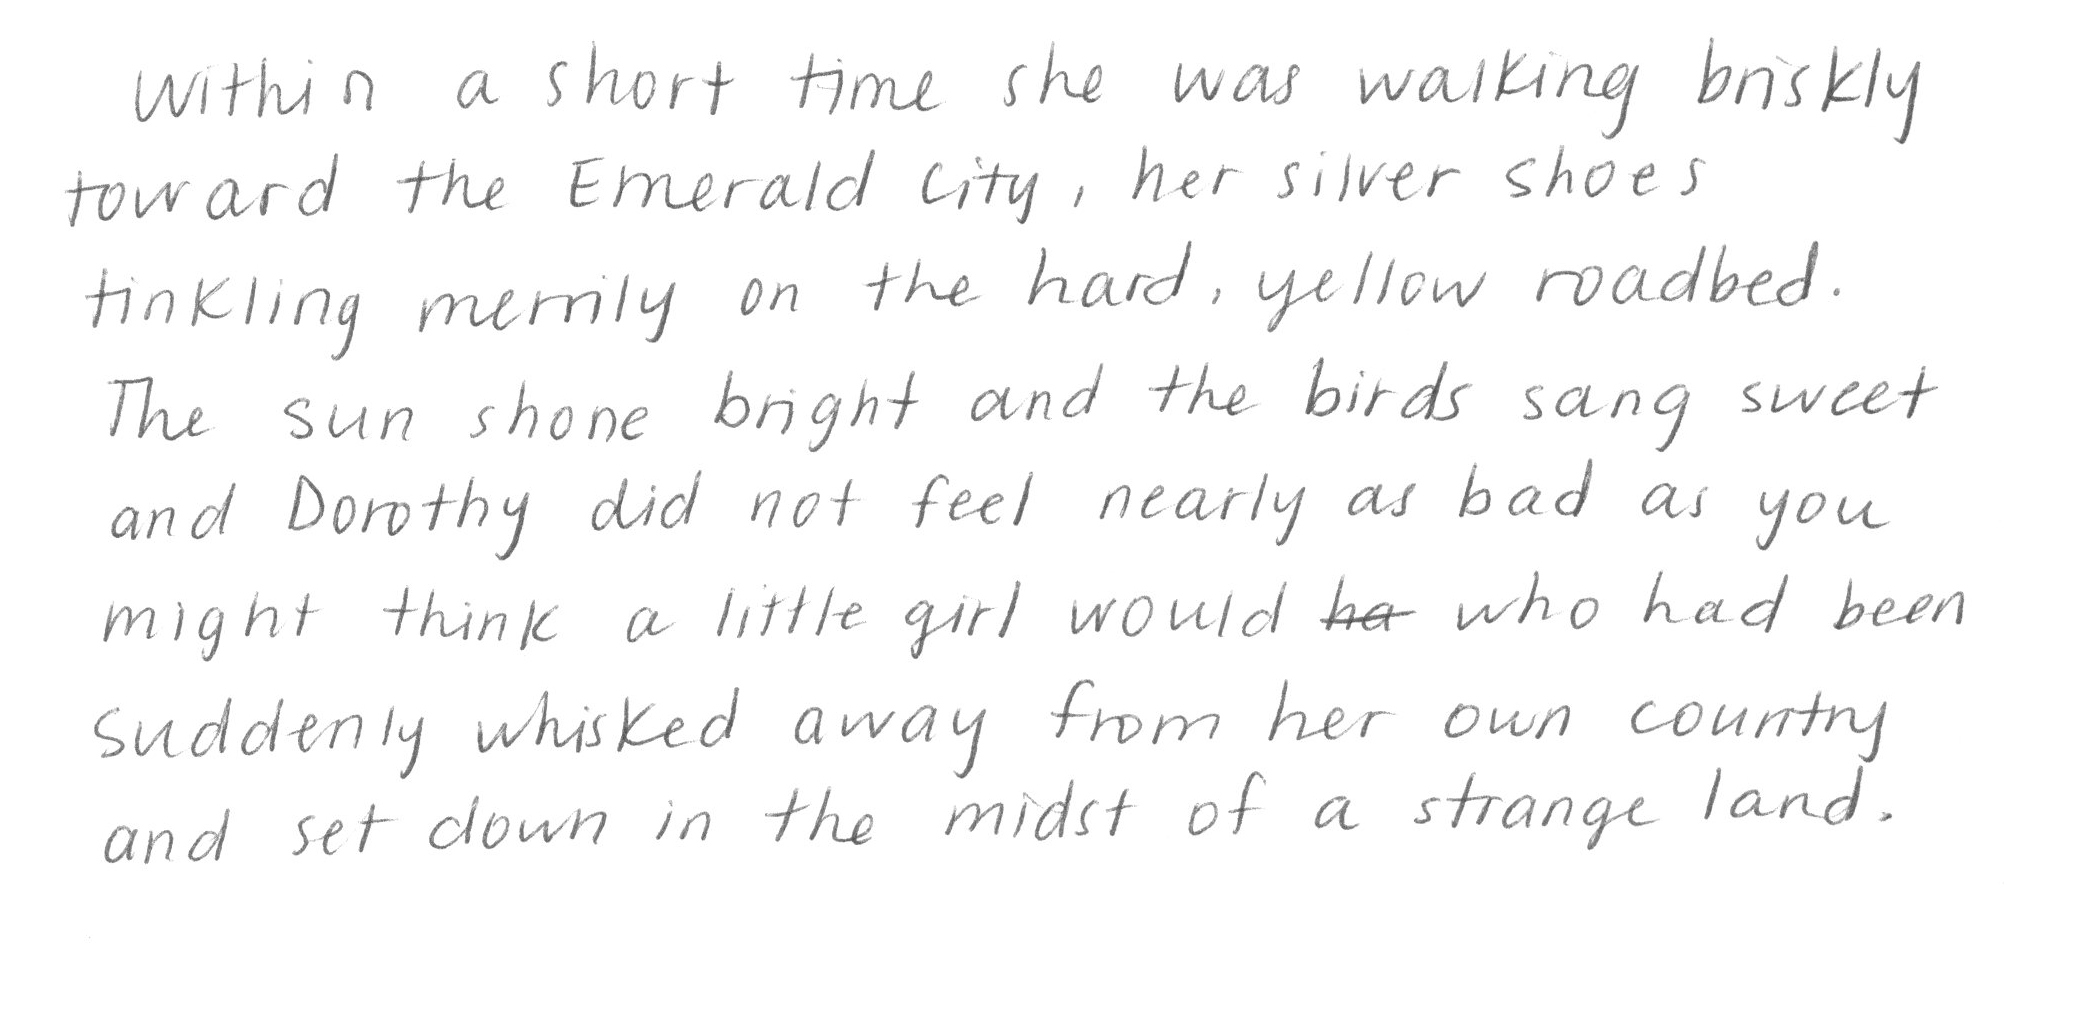 Within a short time she was walking briskly
toward the Emerald City, her silver shoes
tinkling merrily on the hard, yellow roadbed.
The sun shone bright and the birds sang sweet
and Dorothy did not feel nearly as bad as you
might think a little girl would ha who had been
suddenly whisked away from her own country
and set down in the midst of a strange land.